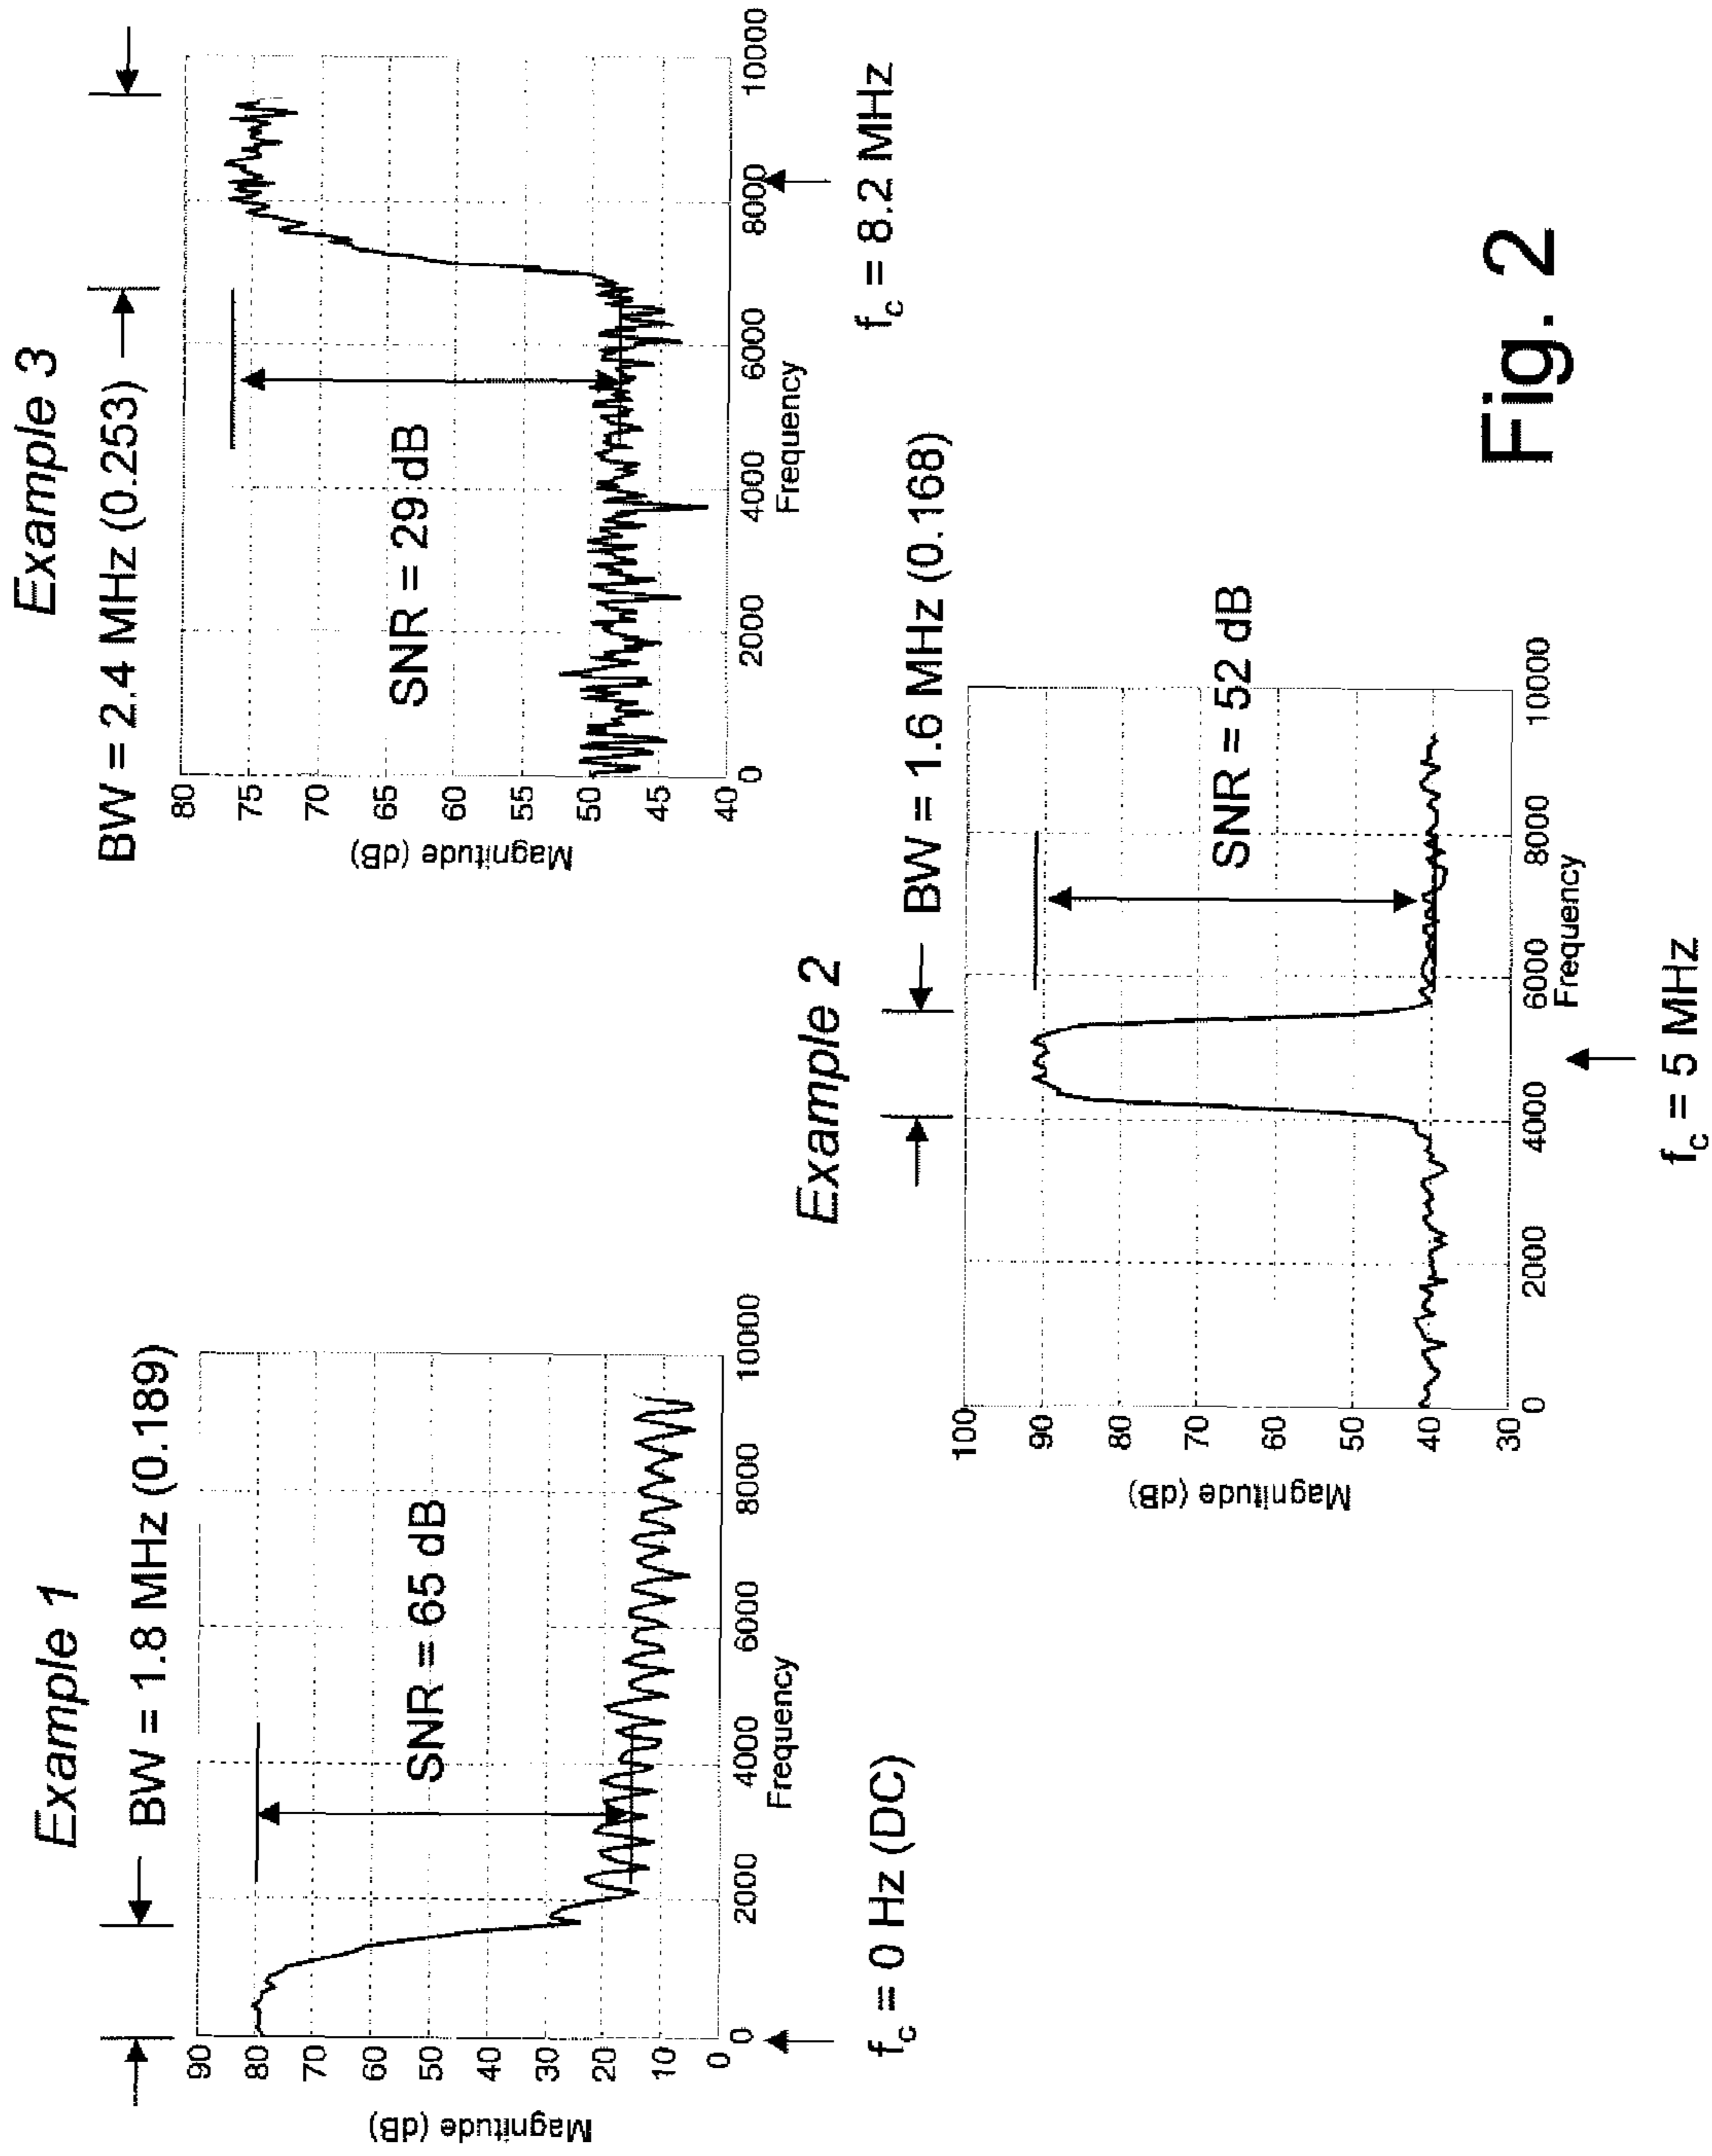 Example 1
BW = 1.8 MHz (0.189)
Magnitude (dB)
90
80
70
60
50
40
30
20
10
0
SNR = 65 dB
0 2000 4000 6000 8000 10000
Frequency
f_c = 0 Hz (DC)
Example 3
BW = 2.4 MHz (0.253)
Magnitude (dB)
80
75
70
65
60
55
50
45
40
SNR = 29 dB
0 2000 4000 6000 8000 10000
Frequency
f_c = 8.2 MHz
Example 2
BW = 1.6 MHz (0.168)
Magnitude (dB)
100
90
80
70
60
50
40
30
SNR = 52 dB
0 2000 4000 6000 8000 10000
Frequency
f_c = 5 MHz
Fig. 2